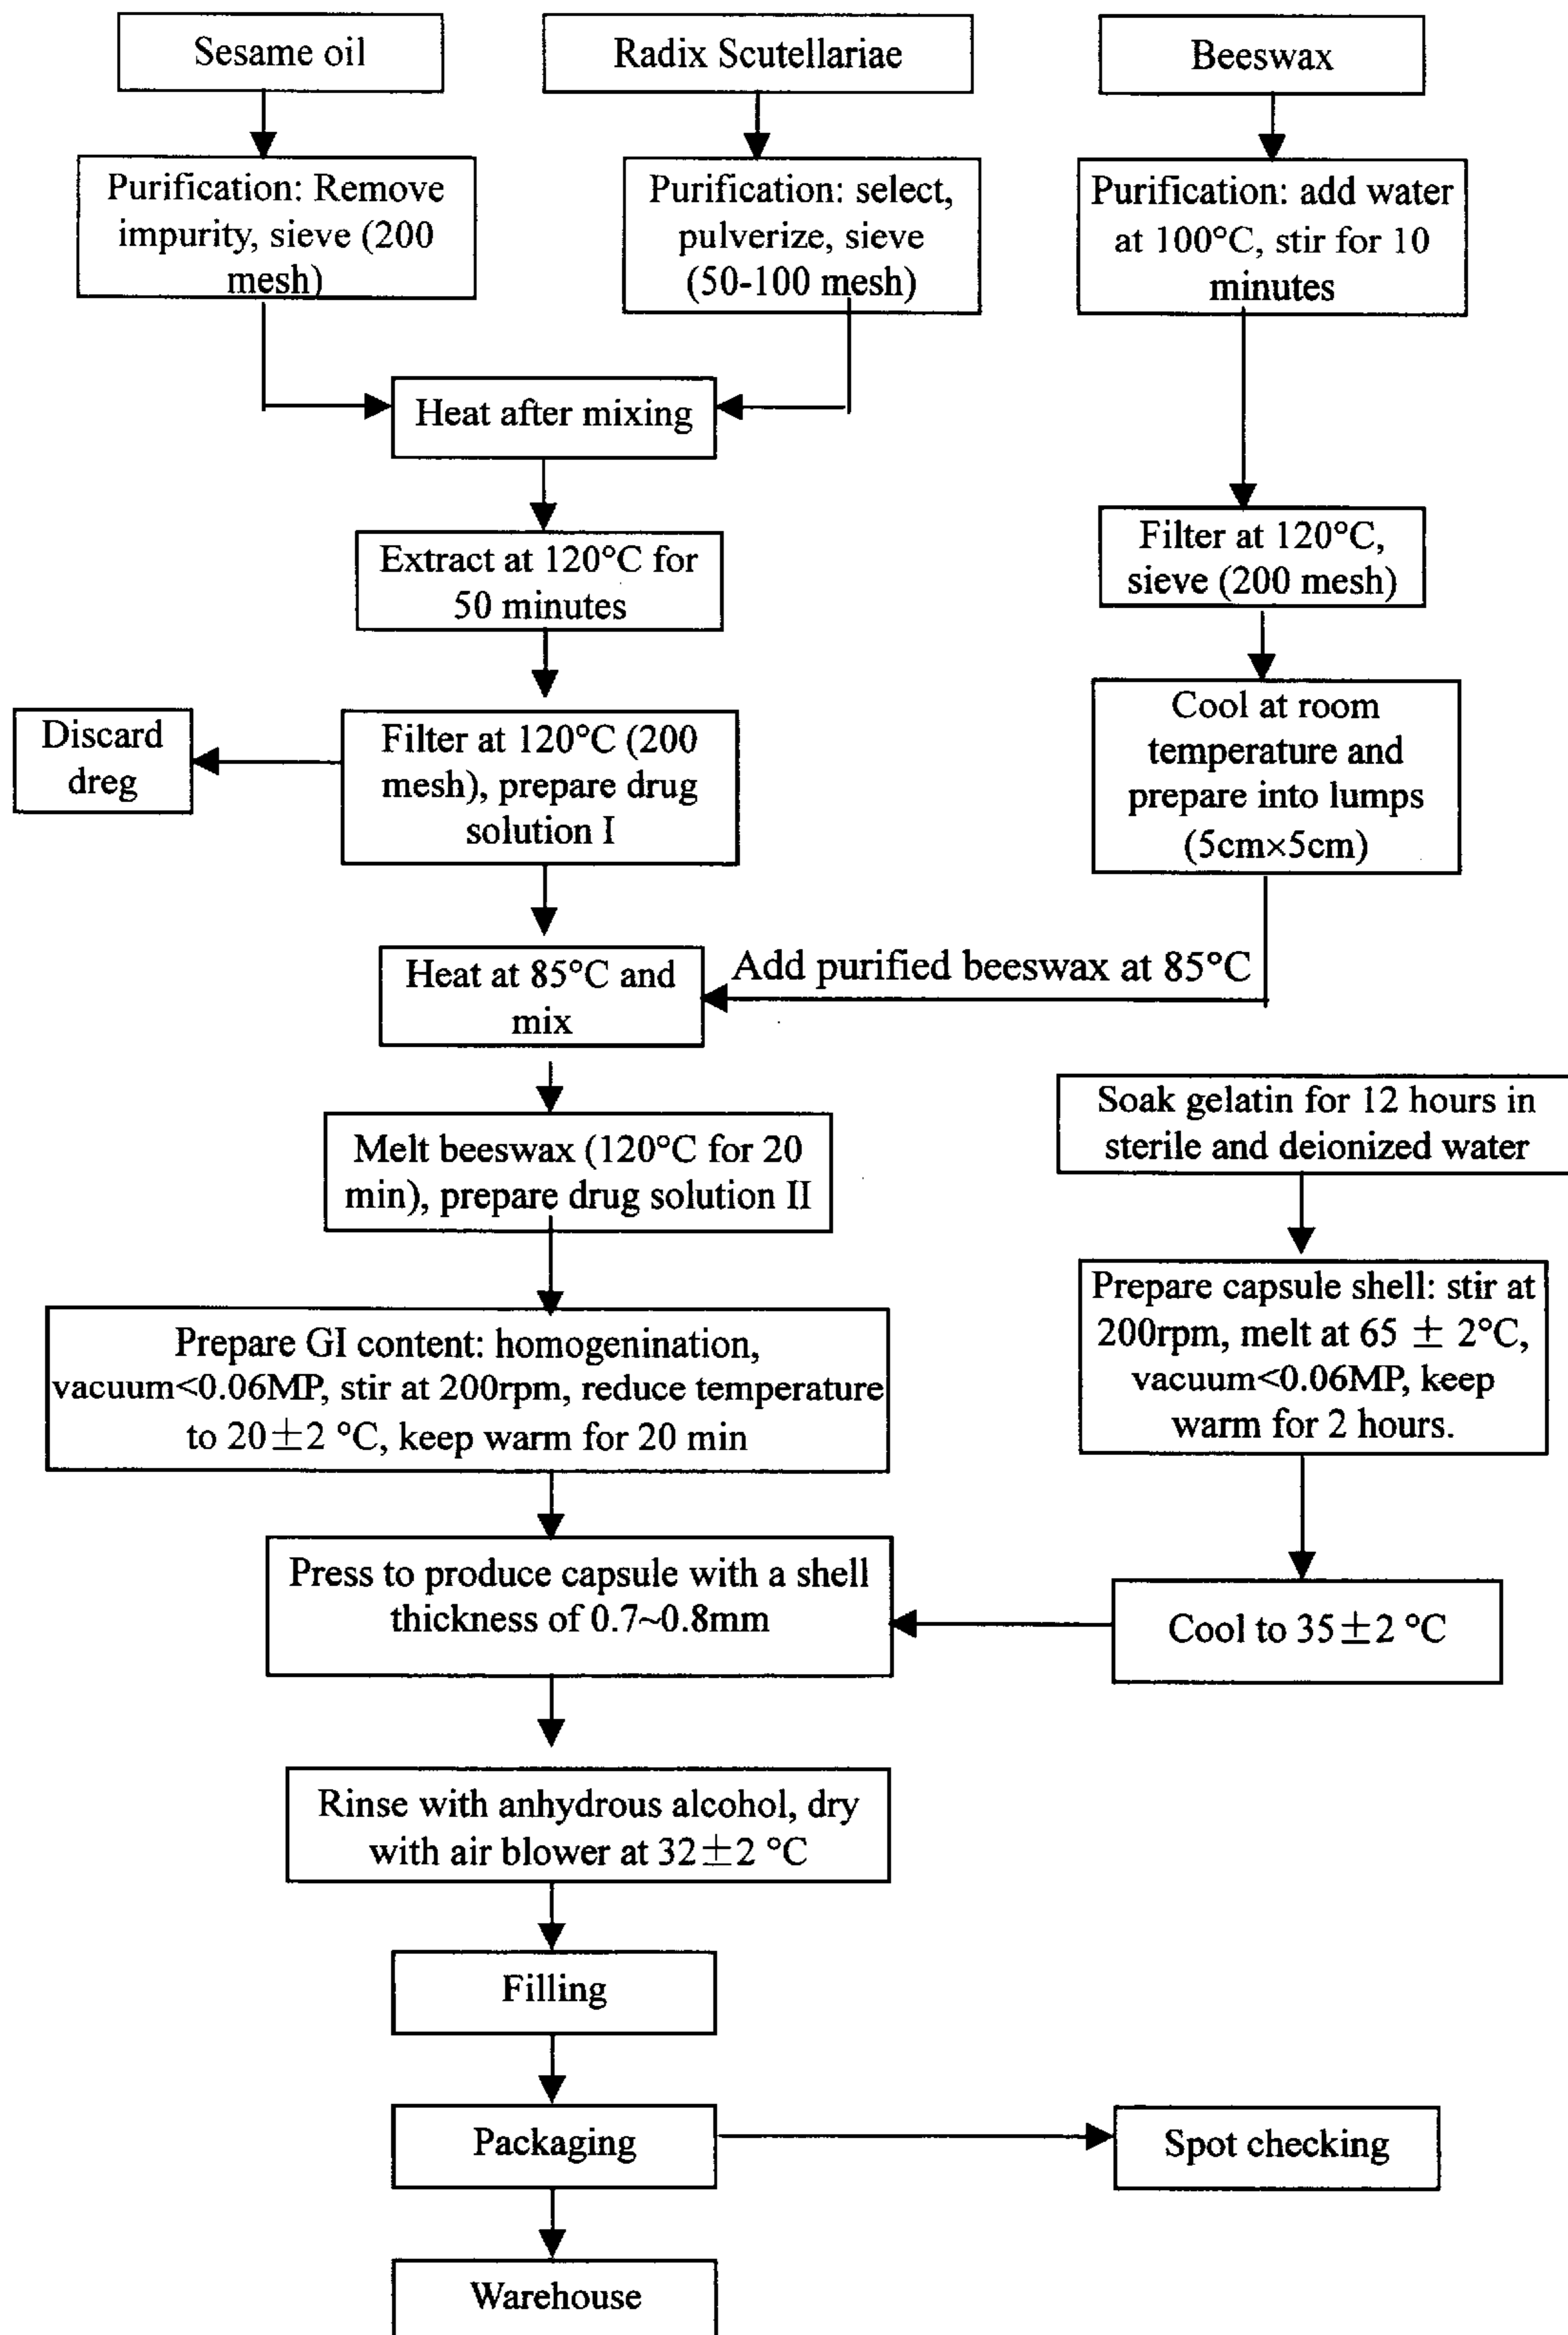 Sesame oil
Radix Scutellariae
Beeswax
Purification: Remove
impurity, sieve (200
mesh)
Purification: select,
pulverize, sieve
(50-100 mesh)
Purification: add water
at 100°C, stir for 10
minutes
Heat after mixing
Extract at 120°C for
50 minutes
Filter at 120°C,
sieve (200 mesh)
Discard
dreg
Filter at 120°C (200
mesh), prepare drug
solution I
Cool at room
temperature and
prepare into lumps
(5cm×5cm)
Heat at 85°C and
mix
Add purified beeswax at 85°C
Melt beeswax (120°C for 20
min), prepare drug solution II
Soak gelatin for 12 hours in
sterile and deionized water
Prepare GI content: homogenination,
vacuum<0.06MP, stir at 200rpm, reduce temperature
to 20±2 °C, keep warm for 20 min
Prepare capsule shell: stir at
200rpm, melt at 65 ± 2°C,
vacuum<0.06MP, keep
warm for 2 hours.
Press to produce capsule with a shell
thickness of 0.7~0.8mm
Cool to 35±2 °C
Rinse with anhydrous alcohol, dry
with air blower at 32±2 °C
Filling
Packaging
Spot checking
Warehouse